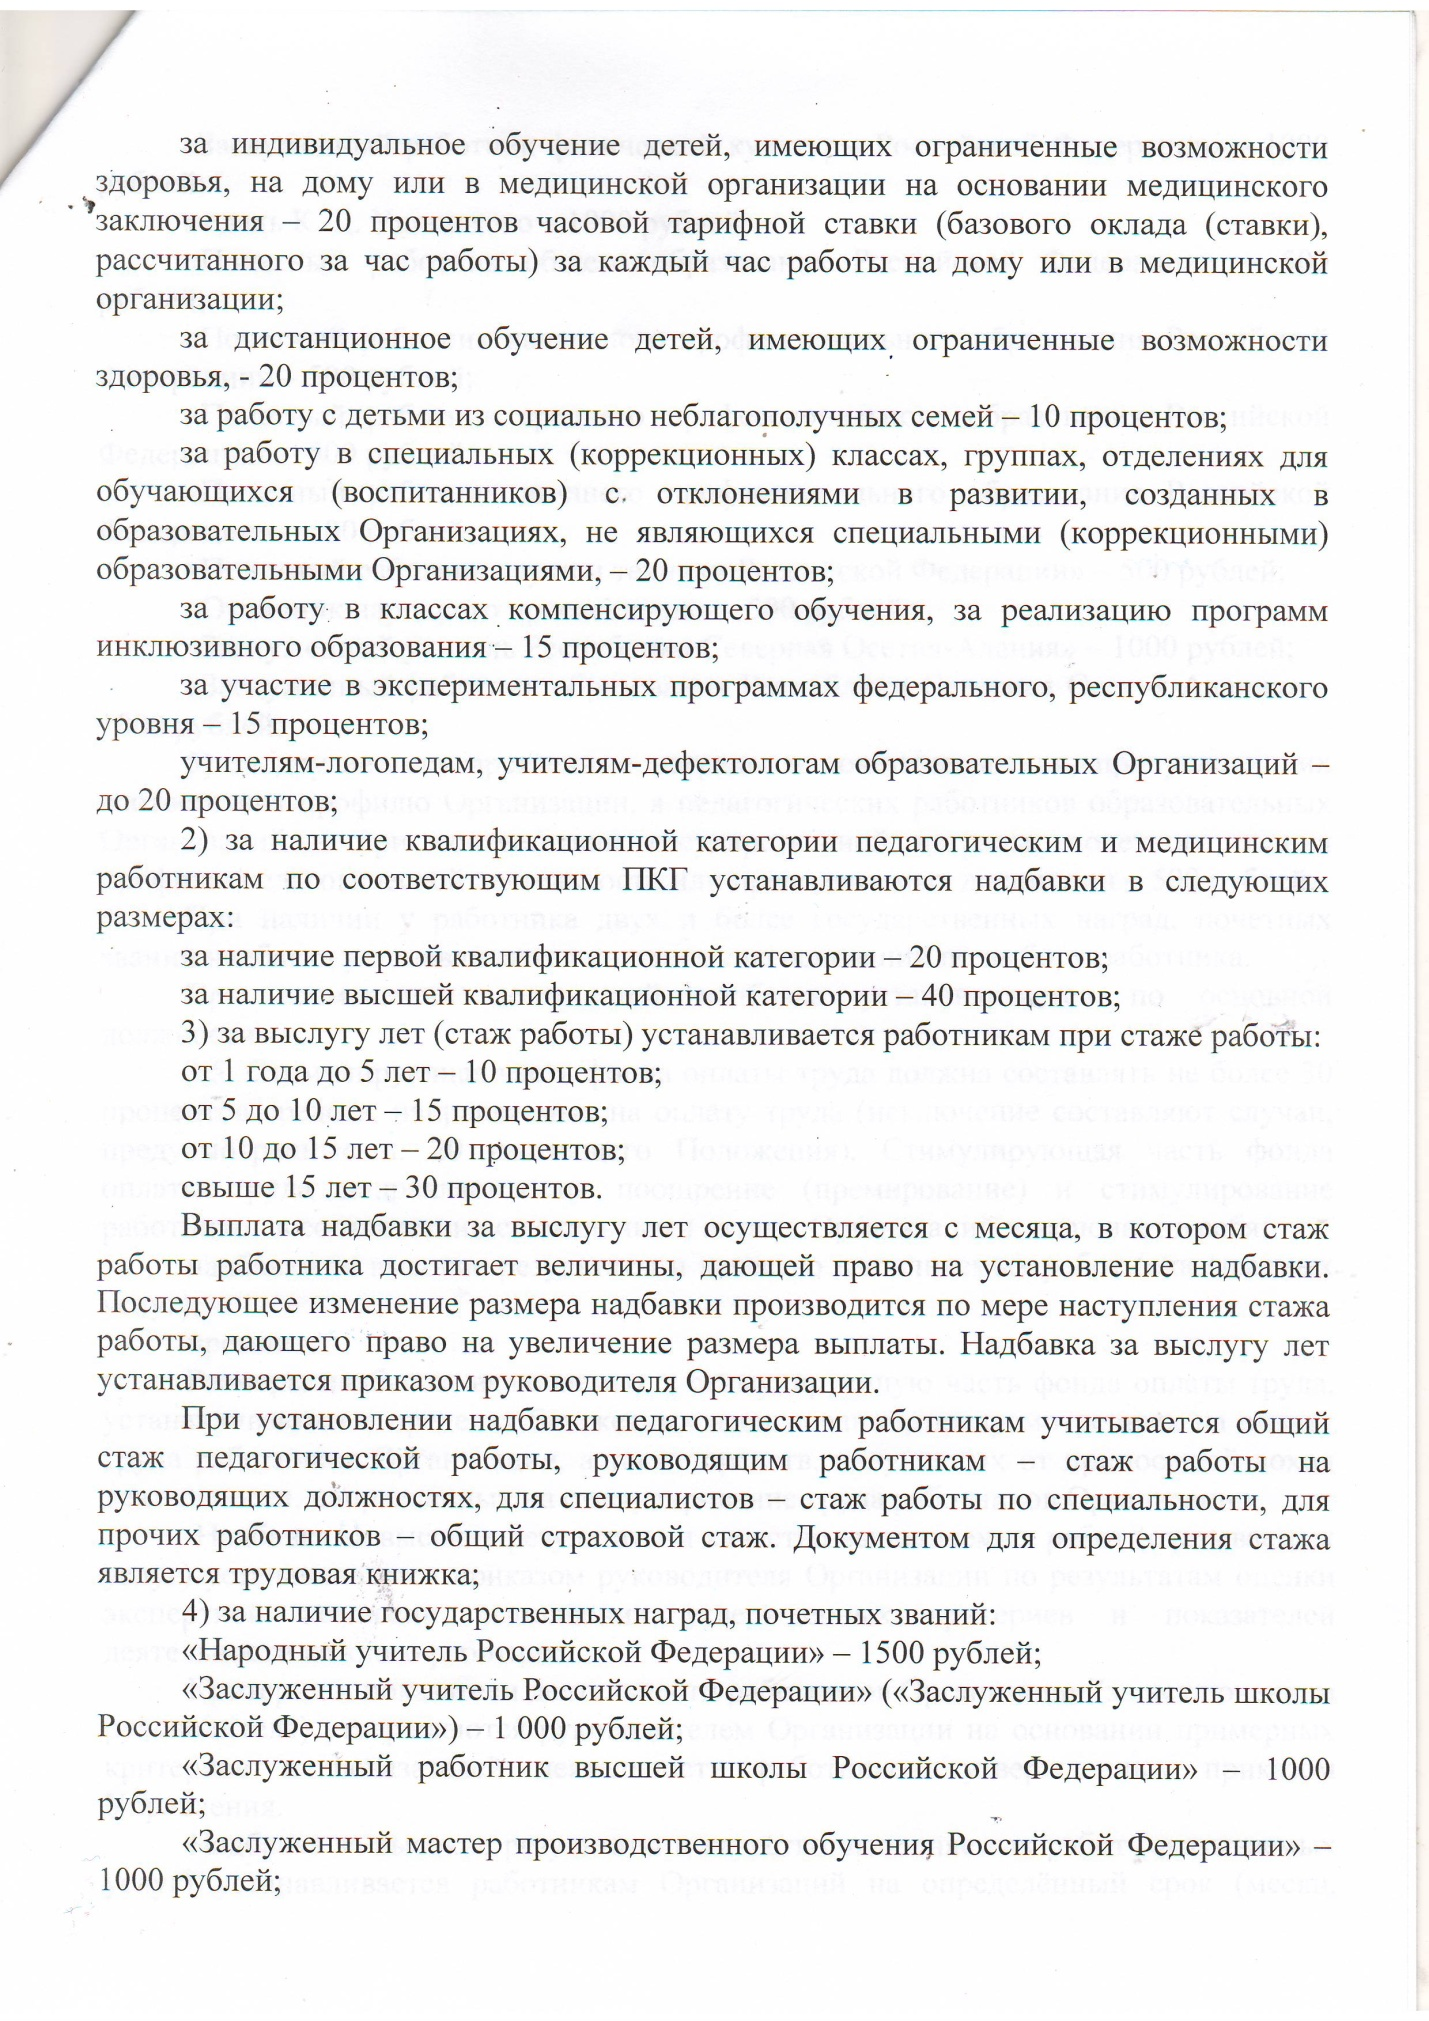 за индивидуальное обучение детей, имеющих ограниченные возможности
здоровья, на дому или в медицинской организации на основании медицинского
заключения – 20 процентов часовой тарифной ставки (базового оклада (ставки),
рассчитанного за час работы) за каждый час работы на дому или в медицинской
организации;
за дистанционное обучение детей, имеющих ограниченные возможности
здоровья, - 20 процентов;
за работу с детьми из социально неблагополучных семей – 10 процентов;
за работу в специальных (коррекционных) классах, группах, отделениях для
обучающихся (воспитанников) с отклонениями в развитии, созданных в
образовательных Организациях, не являющихся специальными (коррекционными)
образовательными Организациями, – 20 процентов;
за работу в классах компенсирующего обучения, за реализацию программ
инклюзивного образования – 15 процентов;
за участие в экспериментальных программах федерального, республиканского
уровня – 15 процентов;
учителям-логопедам, учителям-дефектологам образовательных Организаций –
до 20 процентов;
2) за наличие квалификационной категории педагогическим и медицинским
работникам по соответствующим ПКГ устанавливаются надбавки в следующих
размерах:
за наличие первой квалификационной категории – 20 процентов;
за наличие высшей квалификационной категории – 40 процентов;
3) за выслугу лет (стаж работы) устанавливается работникам при стаже работы:
от 1 года до 5 лет – 10 процентов;
от 5 до 10 лет – 15 процентов;
от 10 до 15 лет – 20 процентов;
свыше 15 лет – 30 процентов.
Выплата надбавки за выслугу лет осуществляется с месяца, в котором стаж
работы работника достигает величины, дающей право на установление надбавки.
Последующее изменение размера надбавки производится по мере наступления стажа
работы, дающего право на увеличение размера выплаты. Надбавка за выслугу лет
устанавливается приказом руководителя Организации.
При установлении надбавки педагогическим работникам учитывается общий
стаж педагогической работы, руководящим работникам – стаж работы на
руководящих должностях, для специалистов – стаж работы по специальности, для
прочих работников – общий страховой стаж. Документом для определения стажа
является трудовая книжка;
4) за наличие государственных наград, почетных званий:
«Народный учитель Российской Федерации» – 1500 рублей;
«Заслуженный учитель Российской Федерации» («Заслуженный учитель школы
Российской Федерации») – 1 000 рублей;
«Заслуженный работник высшей школы Российской Федерации» – 1000
рублей;
«Заслуженный мастер производственного обучения Российской Федерации» –
1000 рублей;